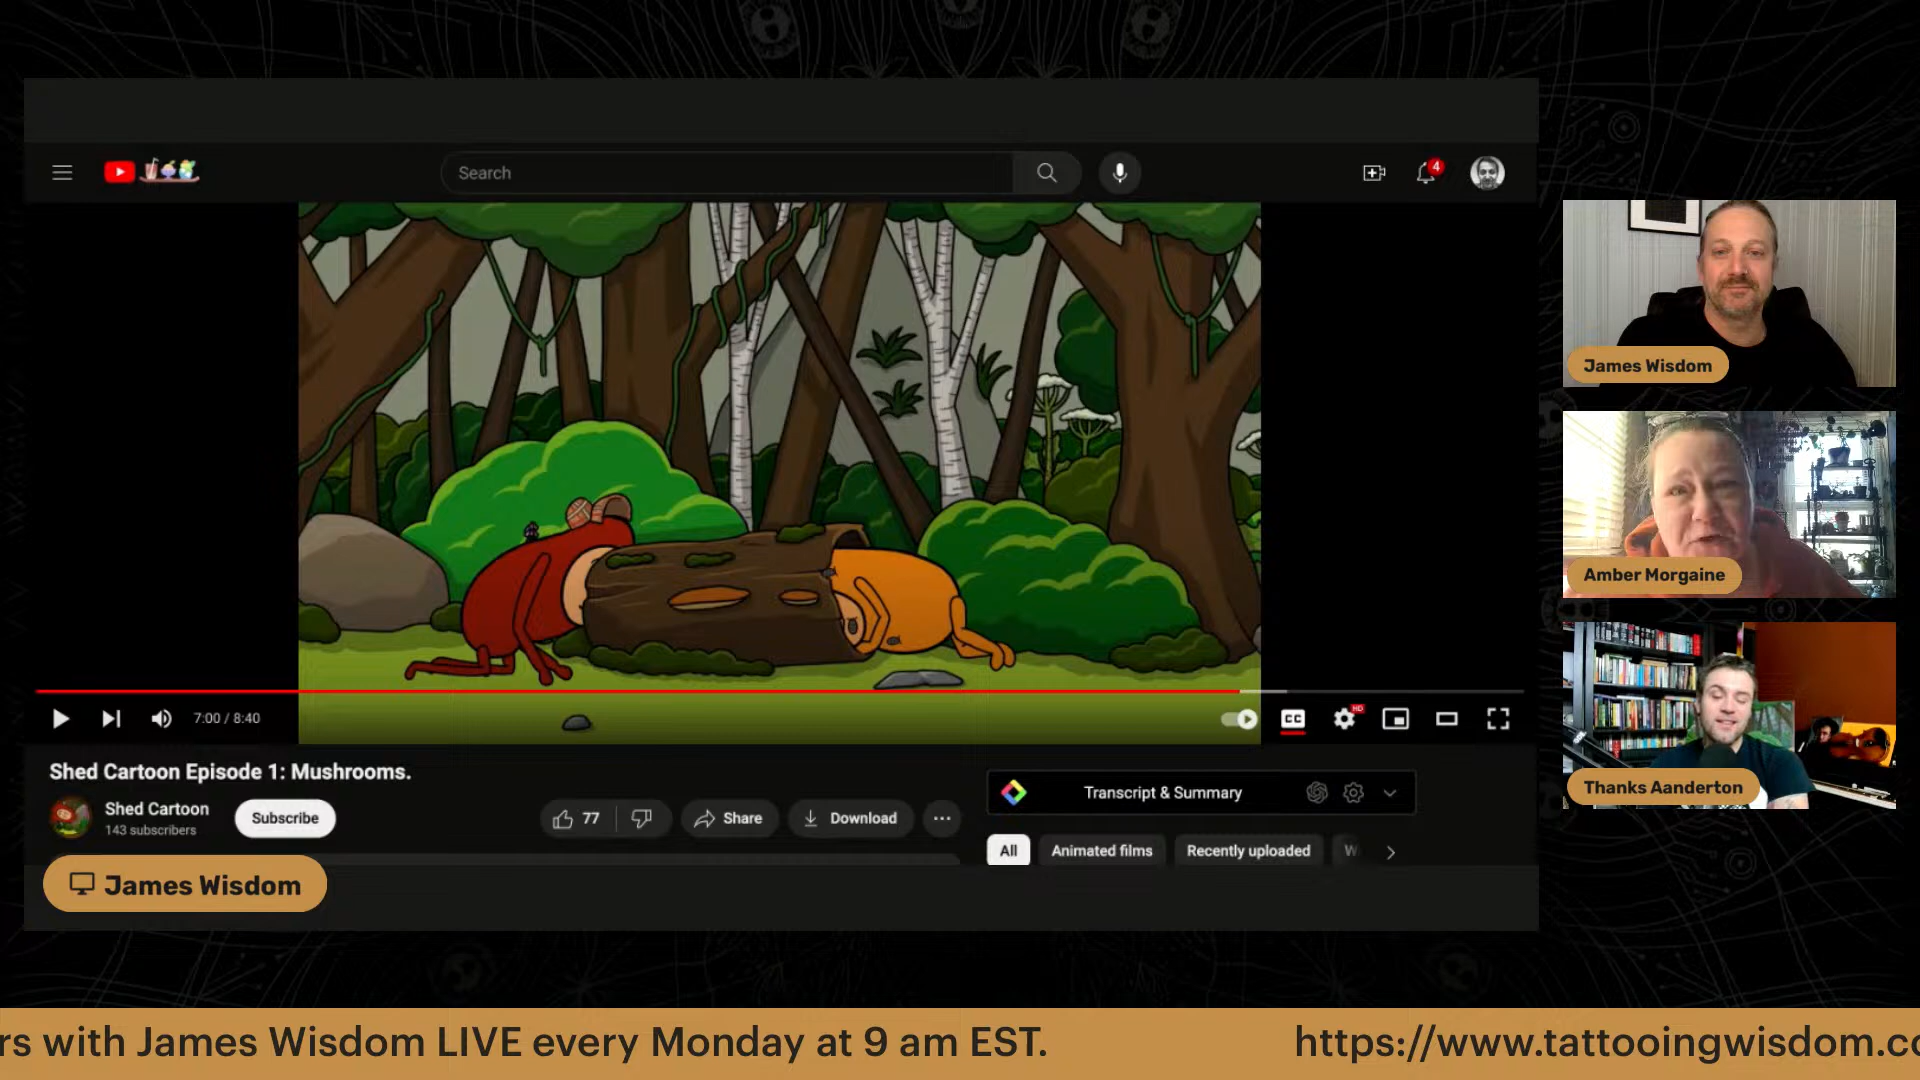 Search
4
James Wisdom
Amber Morgaine
Thanks Aanderton
7:00 / 8:40
CC
HD
Shed Cartoon Episode 1: Mushrooms.
Shed Cartoon
143 subscribers
Subscribe
77
Share
Download
Transcript & Summary
All
Animated films
Recently uploaded
James Wisdom
rs with James Wisdom LIVE every Monday at 9 am EST.
https://www.tattooingwisdom.co